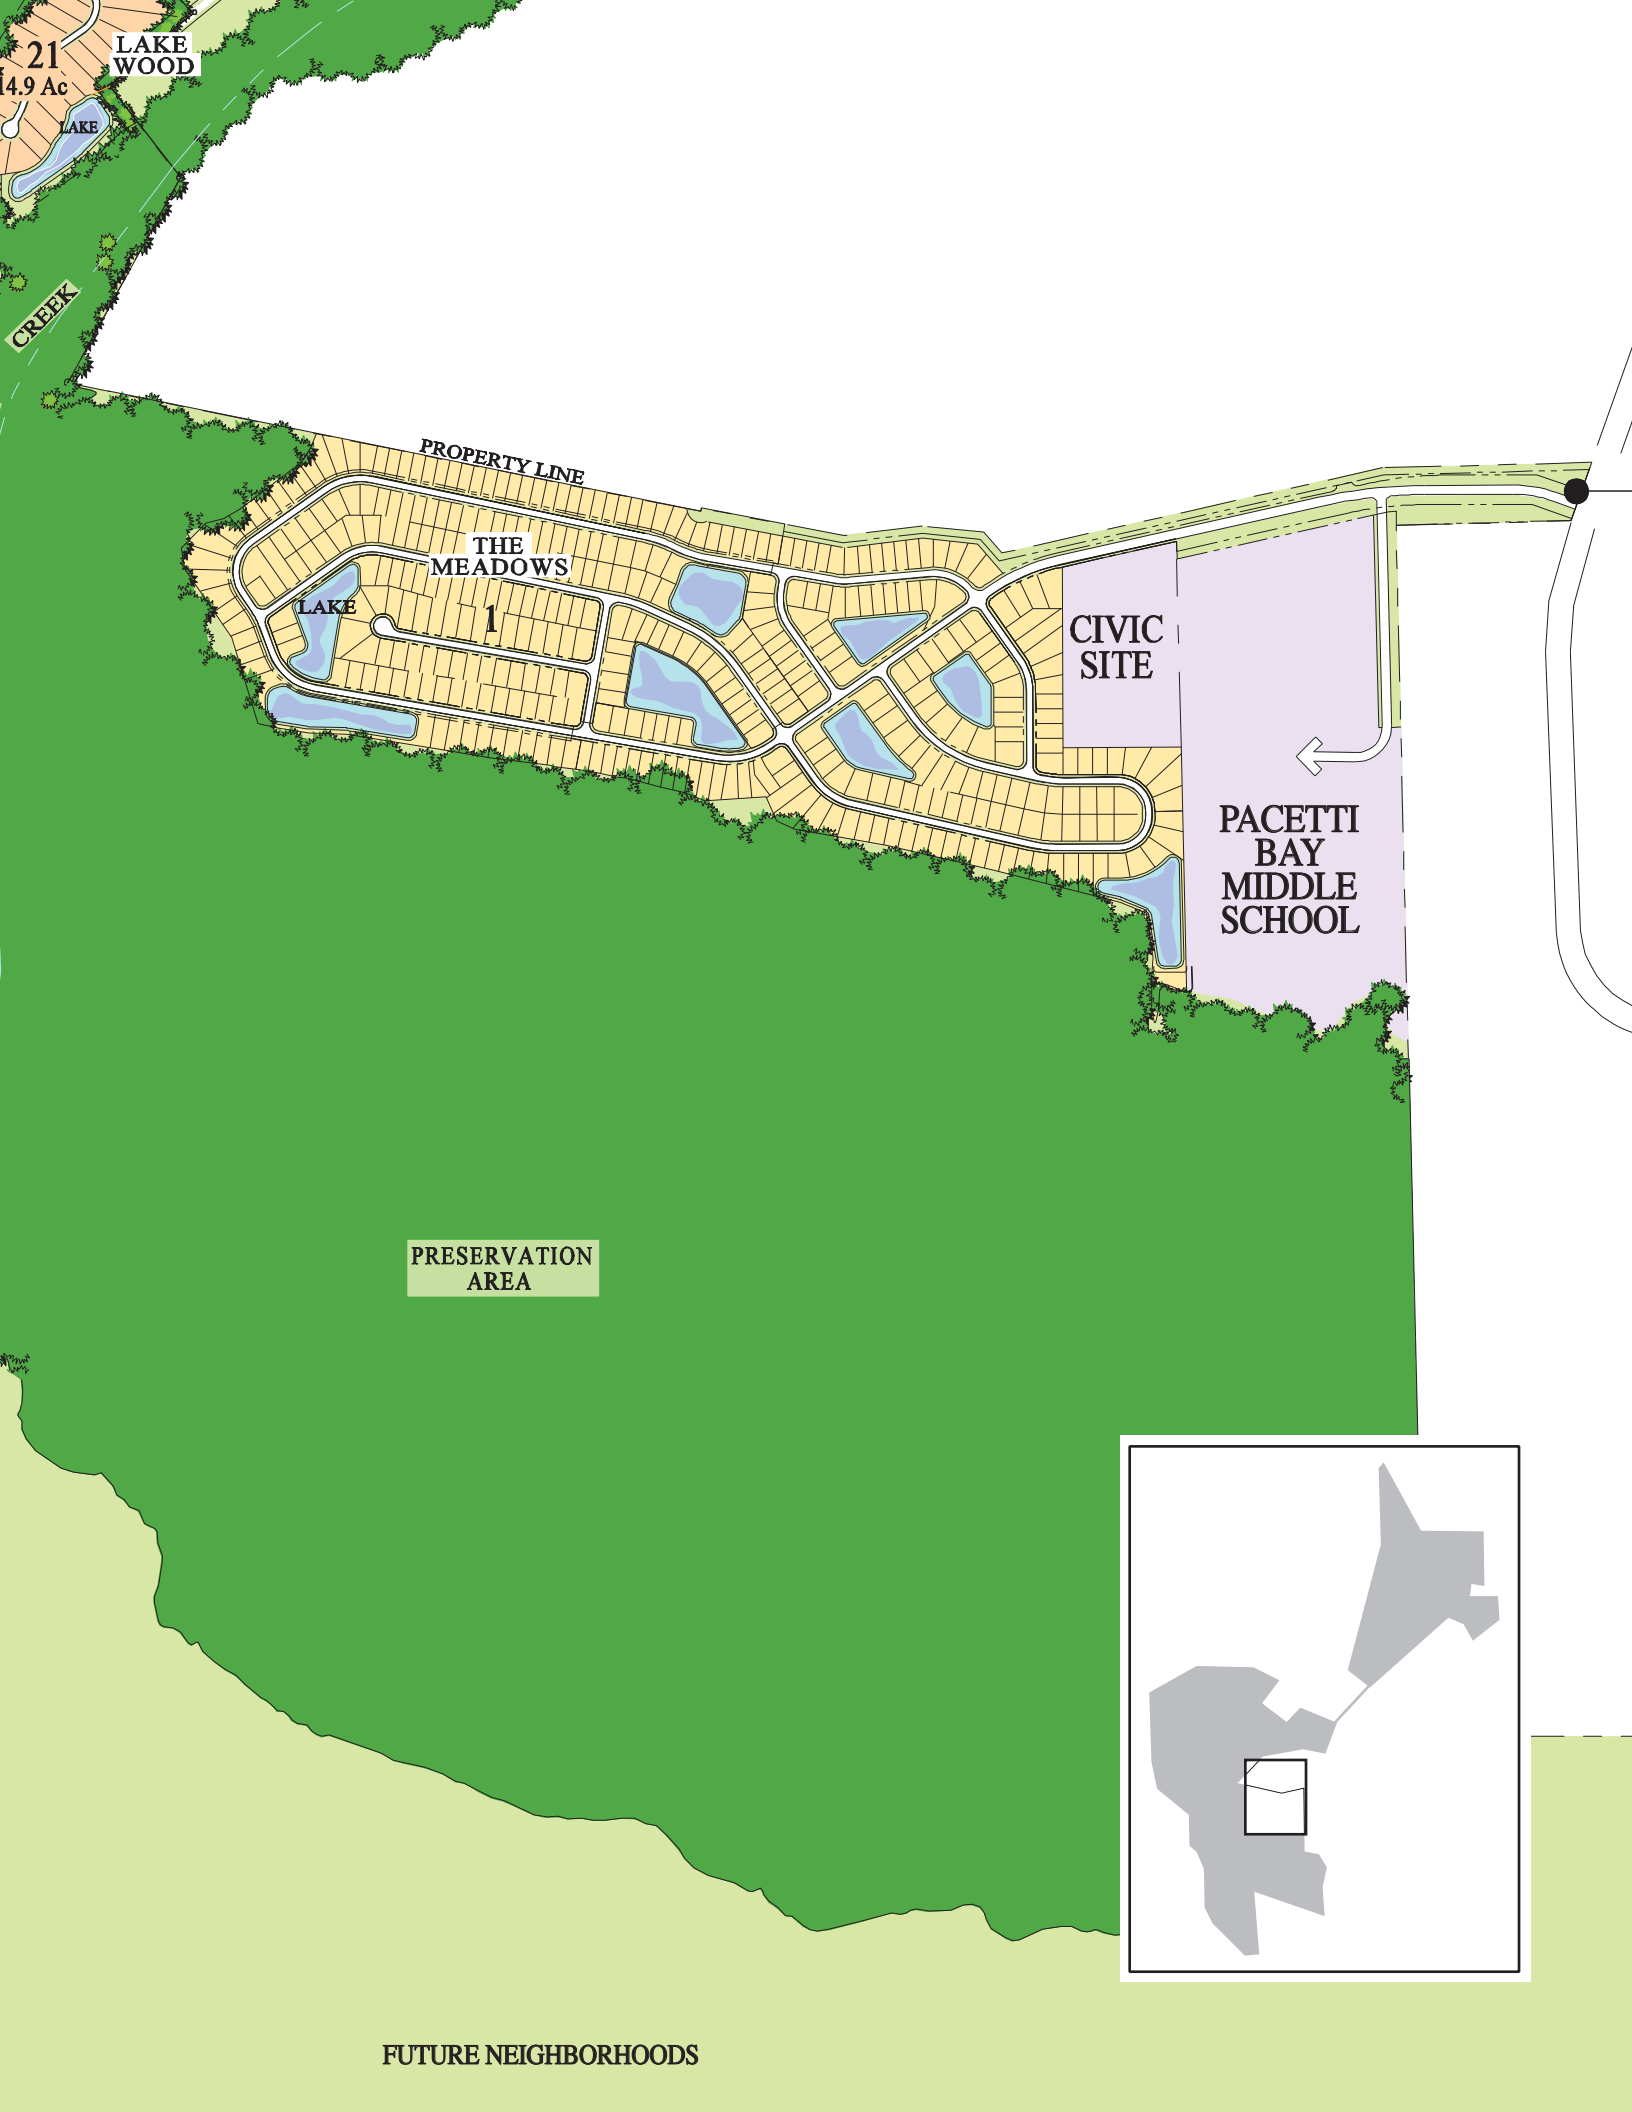 21
14.9 Ac
LAKE
WOOD
LAKE
CREEK
PROPERTY LINE
THE
MEADOWS
LAKE
1
CIVIC
SITE
PACETTI
BAY
MIDDLE
SCHOOL
PRESERVATION
AREA
FUTURE NEIGHBORHOODS